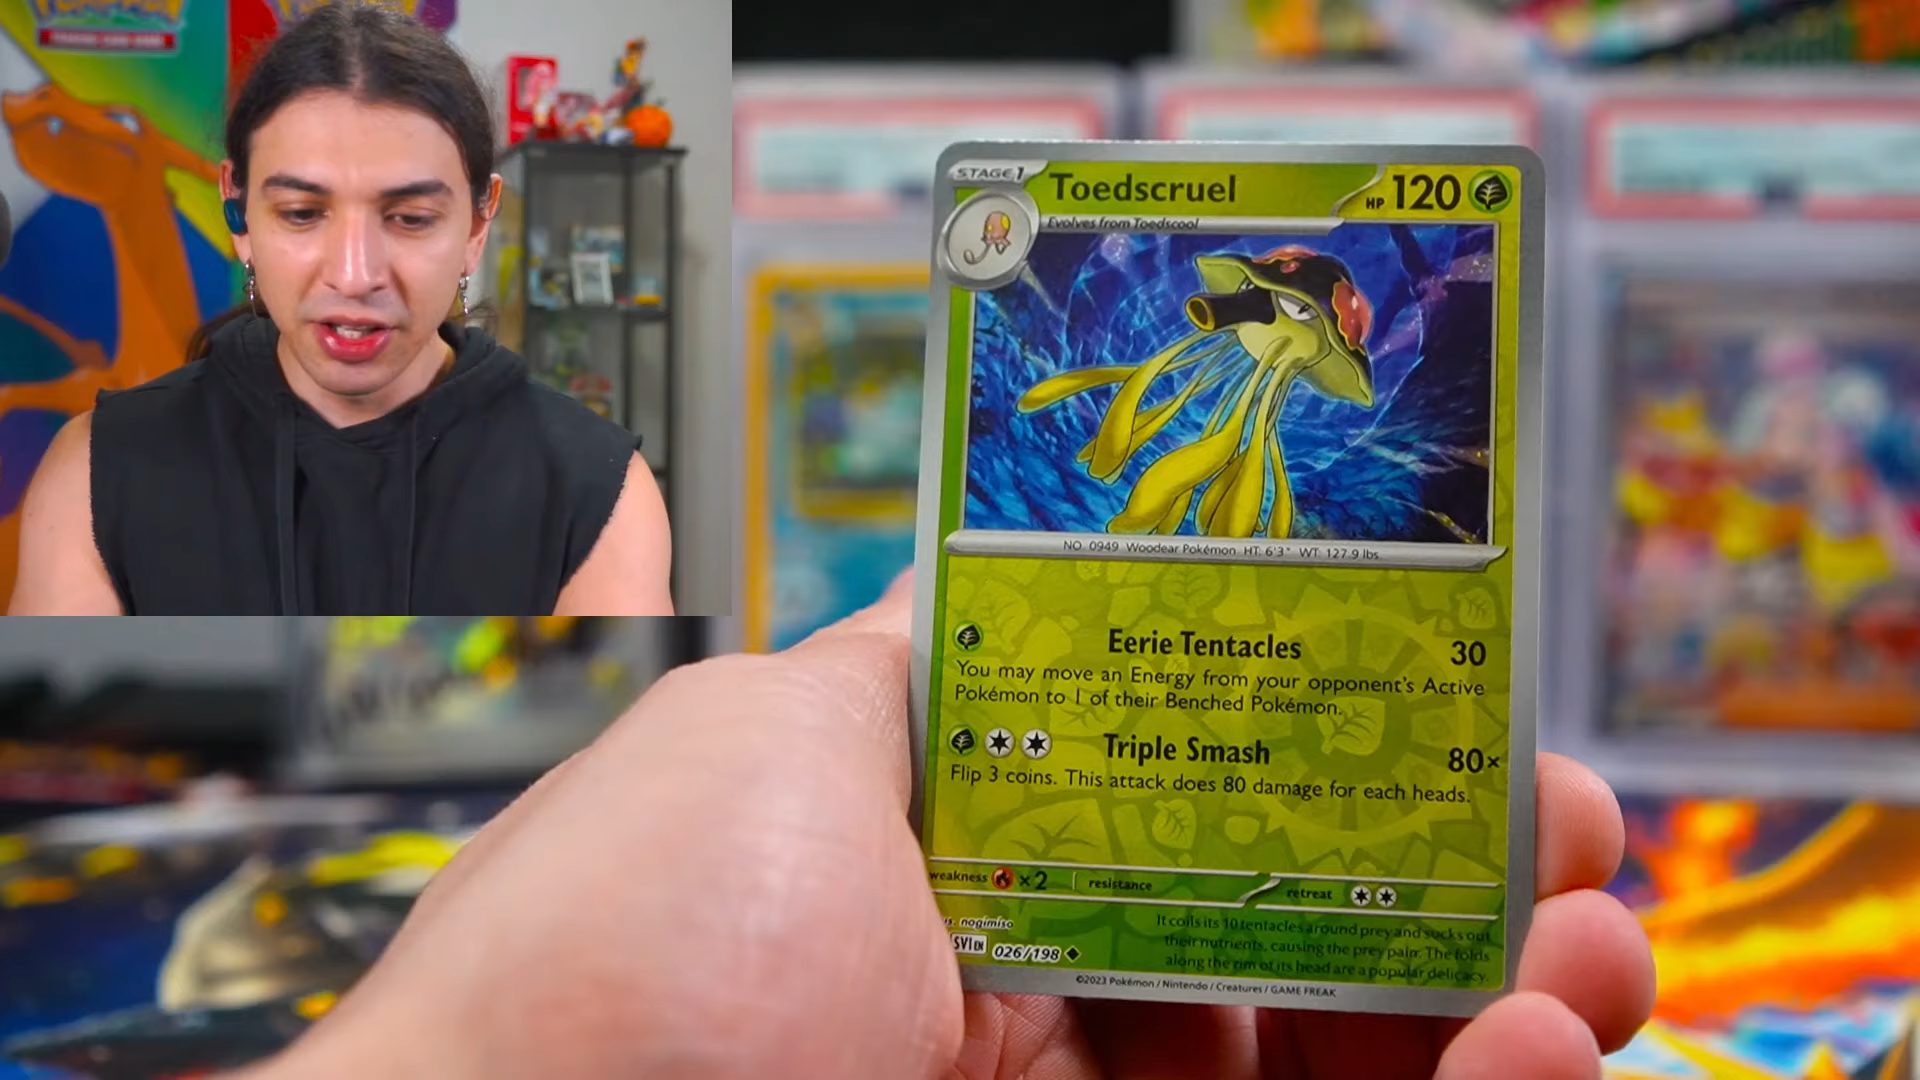 POKÉMON
TRADING CARD GAME
STAGE 1
Toedscruel
HP 120
Evolves from Toedscool
NO. 0949 Woodear Pokémon. HT: 6'3" WT: 127.9 lbs.
Eerie Tentacles 30
You may move an Energy from your opponent's Active
Pokémon to 1 of their Benched Pokémon.
Triple Smash 80×
Flip 3 coins. This attack does 80 damage for each heads.
weakness ×2
resistance
retreat
nogimiso
SVI EN 026/198
It coils its 10 tentacles around prey and sucks out
their nutrients, causing the prey pain. The folds
along the rim of its head are a popular delicacy.
©2023 Pokémon / Nintendo / Creatures / GAME FREAK